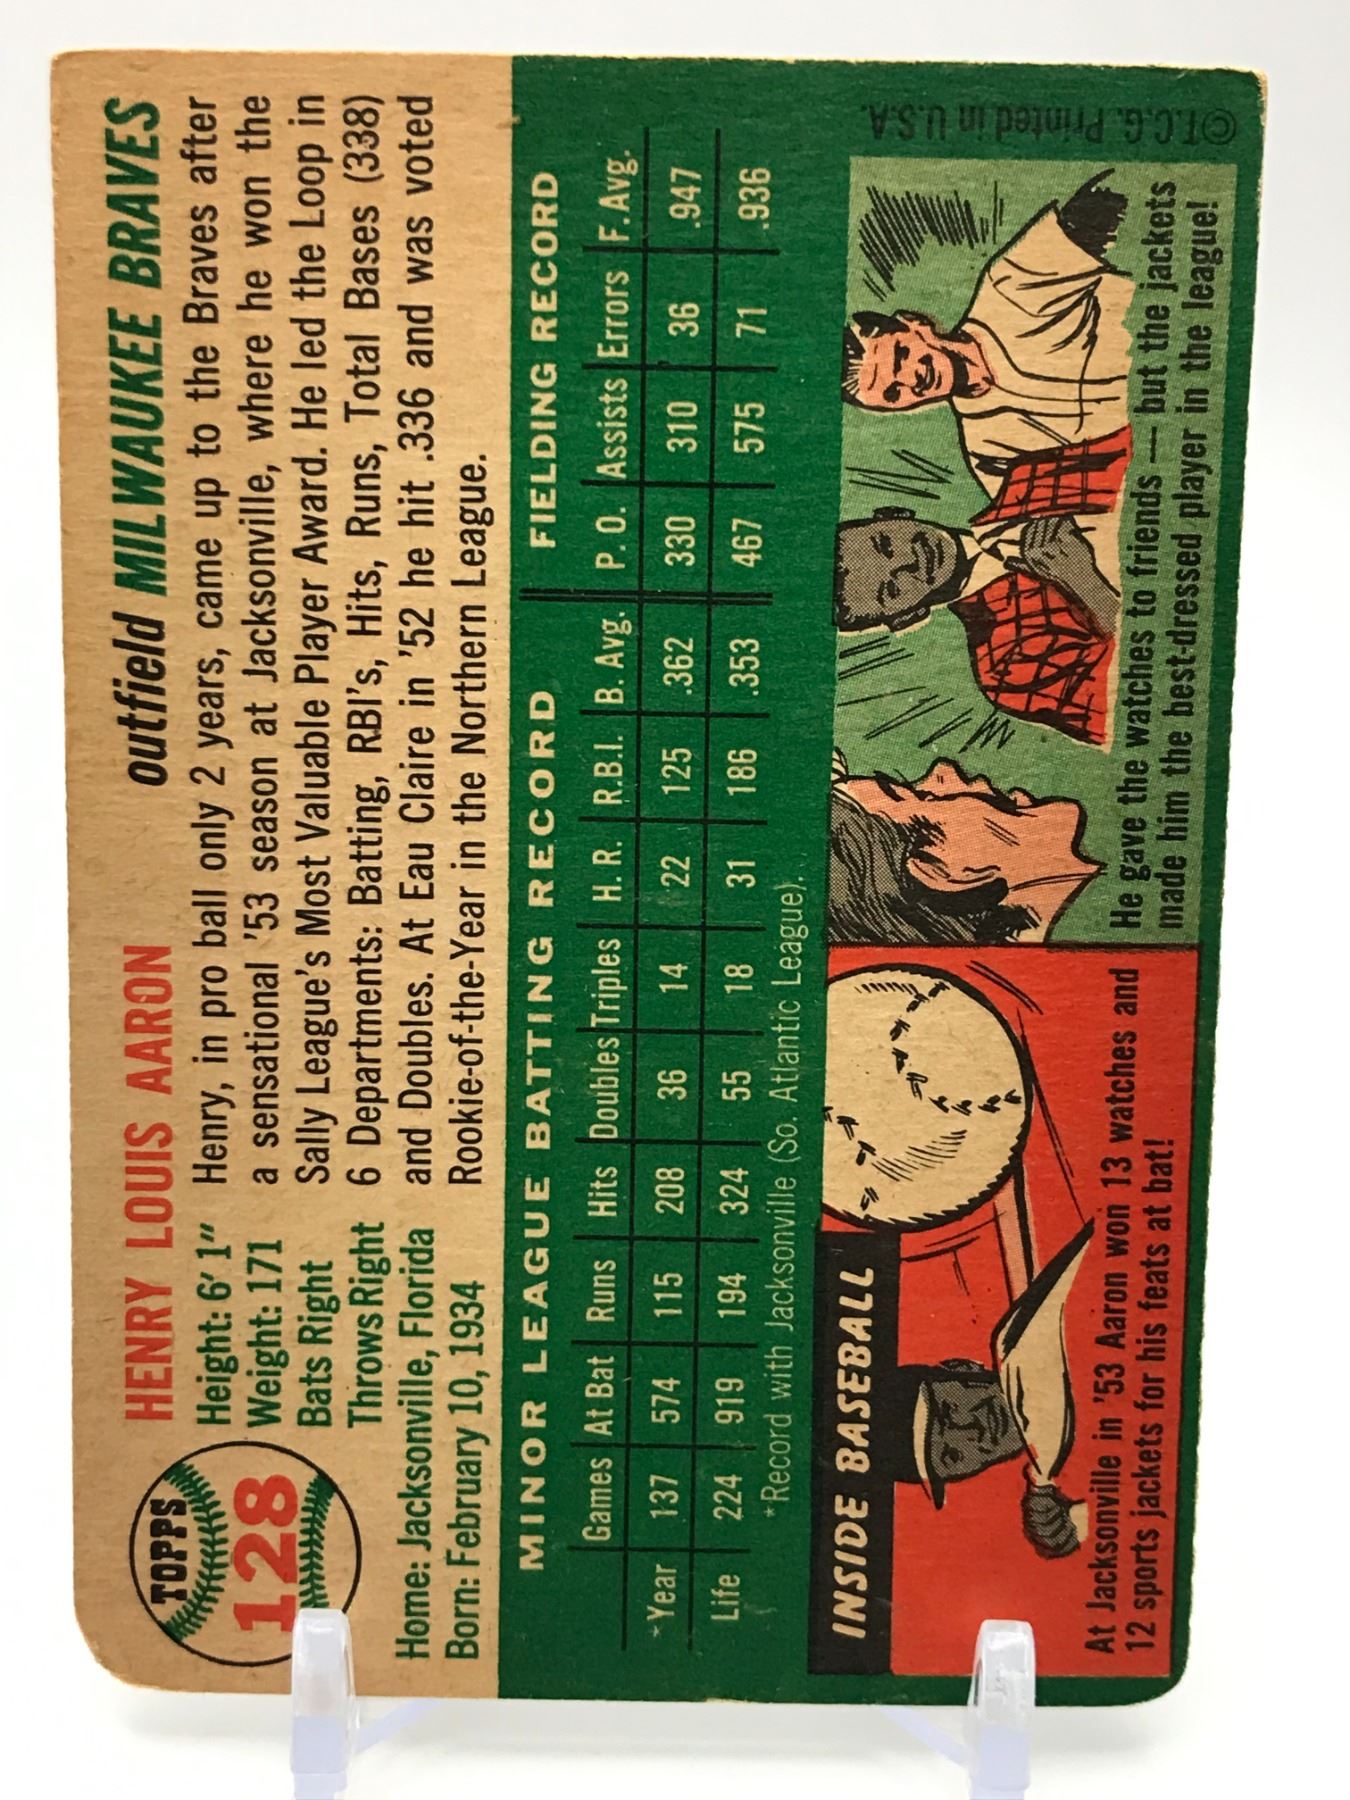 TOPPS
128
HENRY LOUIS AARON
outfield MILWAUKEE BRAVES
Height: 6' 1"
Weight: 171
Bats Right
Throws Right
Home: Jacksonville, Florida
Born: February 10, 1934
Henry, in pro ball only 2 years, came up to the Braves after
a sensational '53 season at Jacksonville, where he won the
Sally League's Most Valuable Player Award. He led the Loop in
6 Departments: Batting, RBI's, Hits, Runs, Total Bases (338)
and Doubles. At Eau Claire in '52 he hit .336 and was voted
Rookie-of-the-Year in the Northern League.
MINOR LEAGUE BATTING RECORD FIELDING RECORD
Games At Bat Runs Hits Doubles Triples H. R. R.B.I. B. Avg. P. O. Assists Errors F. Avg.
*Year 137 574 115 208 36 14 22 125 .362 330 310 36 .947
Life 224 919 194 324 55 18 31 186 .353 467 575 71 .936
*Record with Jacksonville (So. Atlantic League).
INSIDE BASEBALL
At Jacksonville in '53 Aaron won 13 watches and
12 sports jackets for his feats at bat!
He gave the watches to friends — but the jackets
made him the best-dressed player in the league!
©T.C.G. Printed in U.S.A.